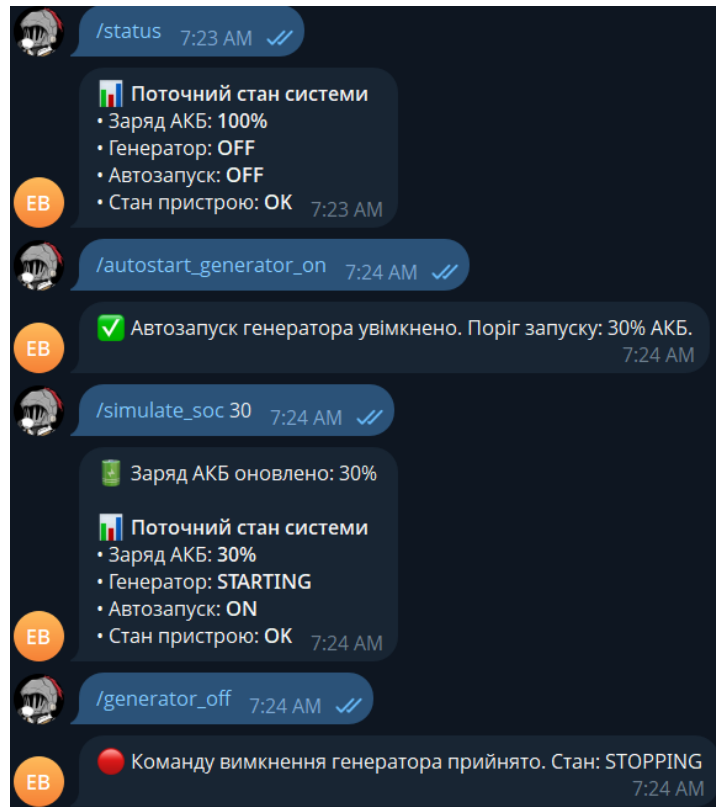 /status 7:23 AM
Поточний стан системи
• Заряд АКБ: 100%
• Генератор: OFF
• Автозапуск: OFF
• Стан пристрою: OK 7:23 AM
EB
/autostart_generator_on 7:24 AM
Автозапуск генератора увімкнено. Поріг запуску: 30% АКБ.
7:24 AM
EB
/simulate_soc 30 7:24 AM
Заряд АКБ оновлено: 30%
Поточний стан системи
• Заряд АКБ: 30%
• Генератор: STARTING
• Автозапуск: ON
• Стан пристрою: OK 7:24 AM
EB
/generator_off 7:24 AM
Команду вимкнення генератора прийнято. Стан: STOPPING
7:24 AM
EB